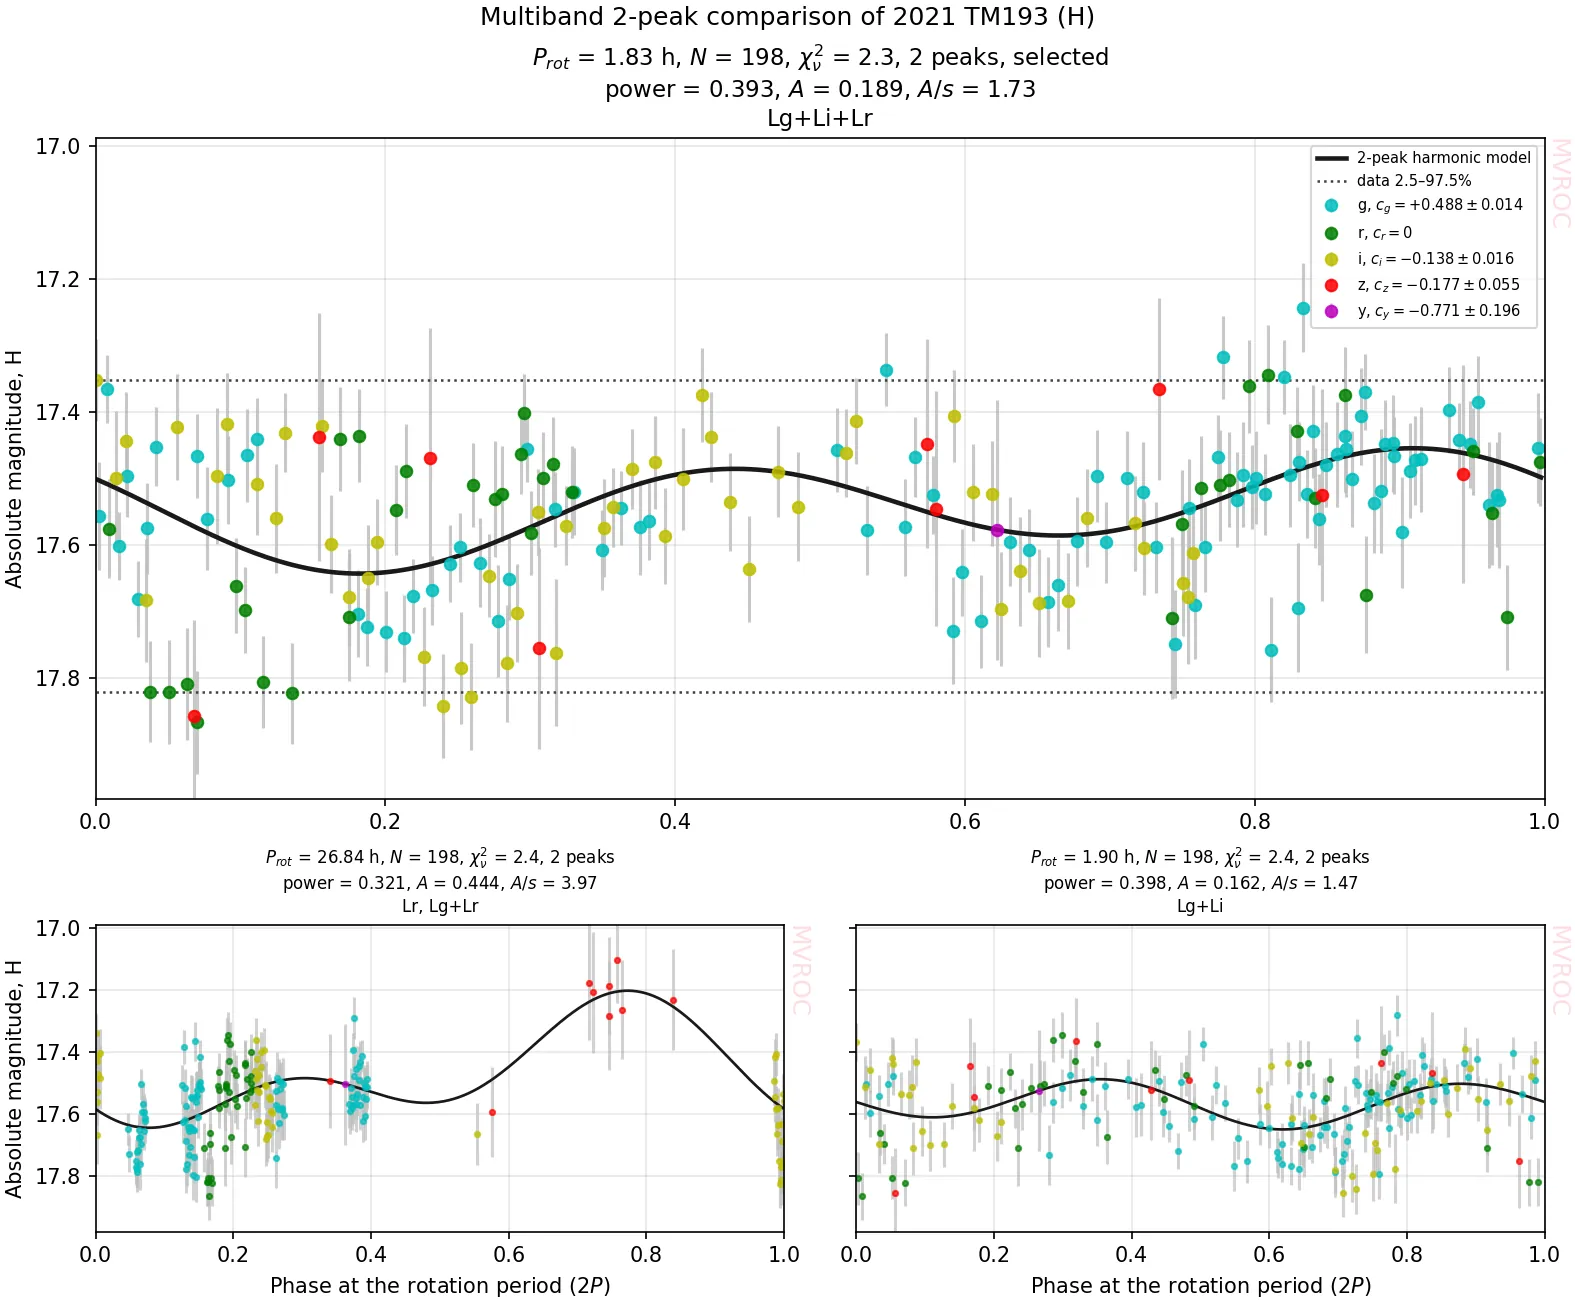 Multiband 2-peak comparison of 2021 TM193 (H)
P_rot = 1.83 h, N = 198, χ²_ν = 2.3, 2 peaks, selected
power = 0.393, A = 0.189, A/s = 1.73
Lg+Li+Lr
Absolute magnitude, H
17.0
17.2
17.4
17.6
17.8
2-peak harmonic model
data 2.5–97.5%
g, c_g = +0.488 ± 0.014
r, c_r = 0
i, c_i = −0.138 ± 0.016
z, c_z = −0.177 ± 0.055
y, c_y = −0.771 ± 0.196
MVROC
0.0 0.2 0.4 0.6 0.8 1.0
P_rot = 26.84 h, N = 198, χ²_ν = 2.4, 2 peaks
power = 0.321, A = 0.444, A/s = 3.97
Lr, Lg+Lr
Absolute magnitude, H
17.0
17.2
17.4
17.6
17.8
MVROC
0.0 0.2 0.4 0.6 0.8 1.0
Phase at the rotation period (2P)
P_rot = 1.90 h, N = 198, χ²_ν = 2.4, 2 peaks
power = 0.398, A = 0.162, A/s = 1.47
Lg+Li
MVROC
0.0 0.2 0.4 0.6 0.8 1.0
Phase at the rotation period (2P)